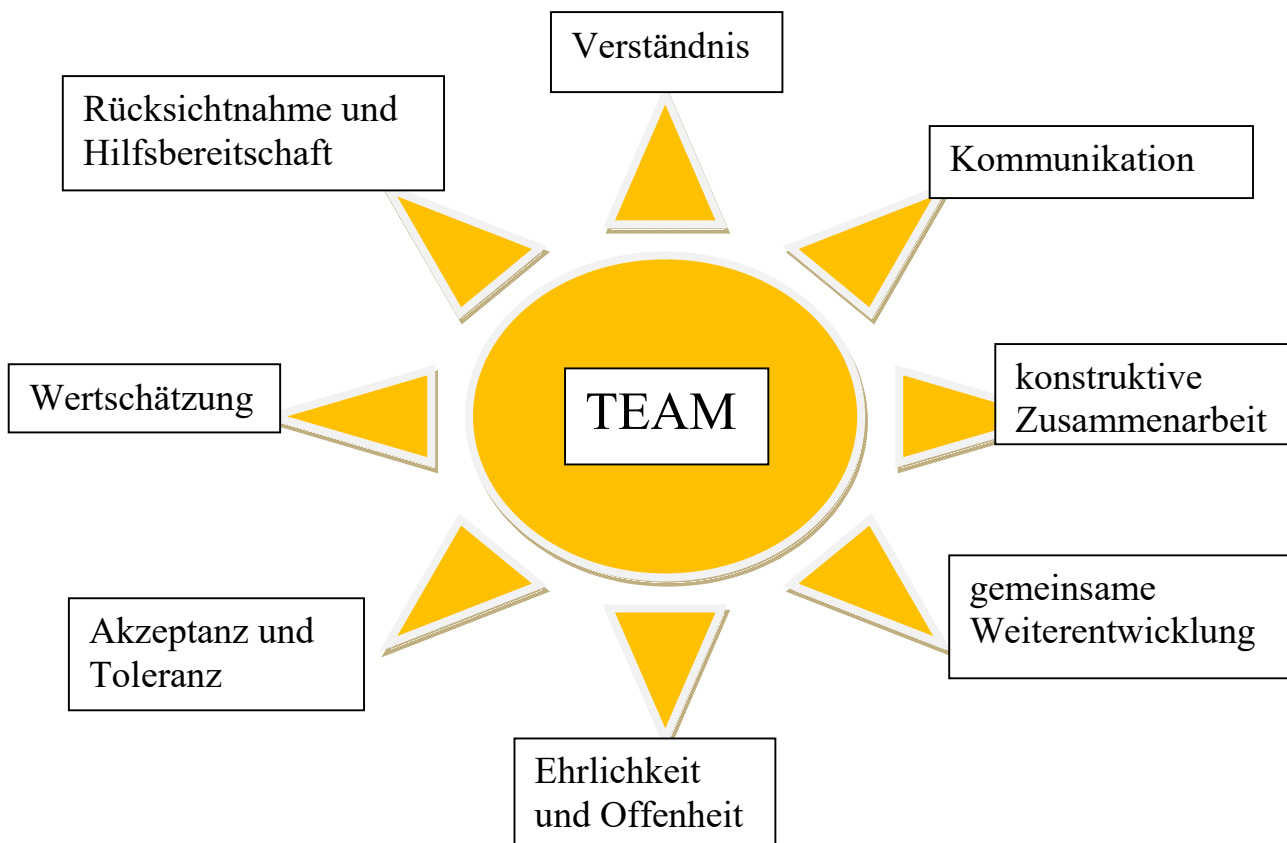 Verständnis
Rücksichtnahme und
Hilfsbereitschaft
Kommunikation
Wertschätzung
TEAM
konstruktive
Zusammenarbeit
Akzeptanz und
Toleranz
gemeinsame
Weiterentwicklung
Ehrlichkeit
und Offenheit